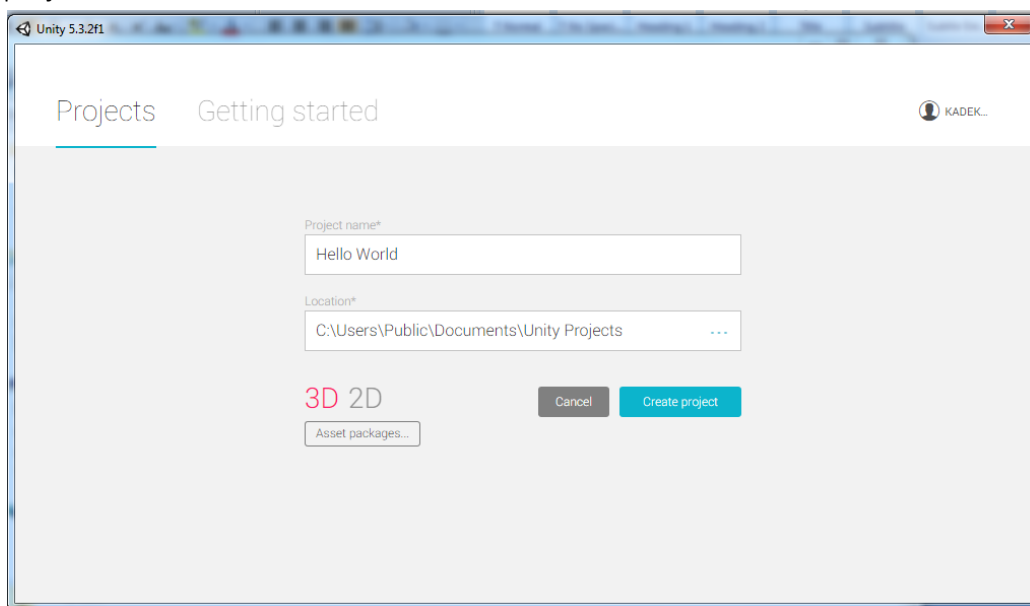 Unity 5.3.2f1
Projects Getting started KADEK...
Project name*
Hello World
Location*
C:\Users\Public\Documents\Unity Projects ...
3D 2D Cancel Create project
Asset packages...